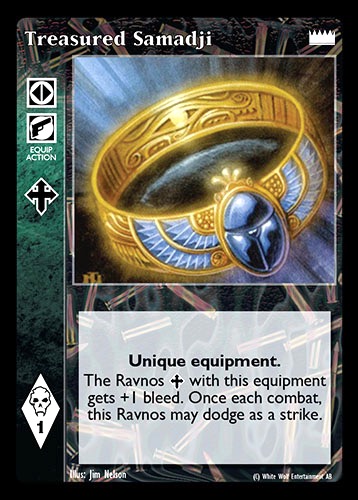 Treasured Samadji
EQUIP
ACTION
Unique equipment.
The Ravnos with this equipment
gets +1 bleed. Once each combat,
this Ravnos may dodge as a strike.
1
Illus: Jim Nelson
(C) White Wolf Entertainment AB